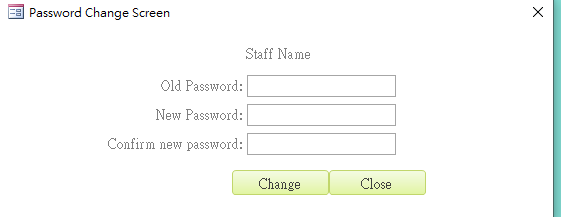 Password Change Screen
Staff Name
Old Password:
New Password:
Confirm new password:
Change Close